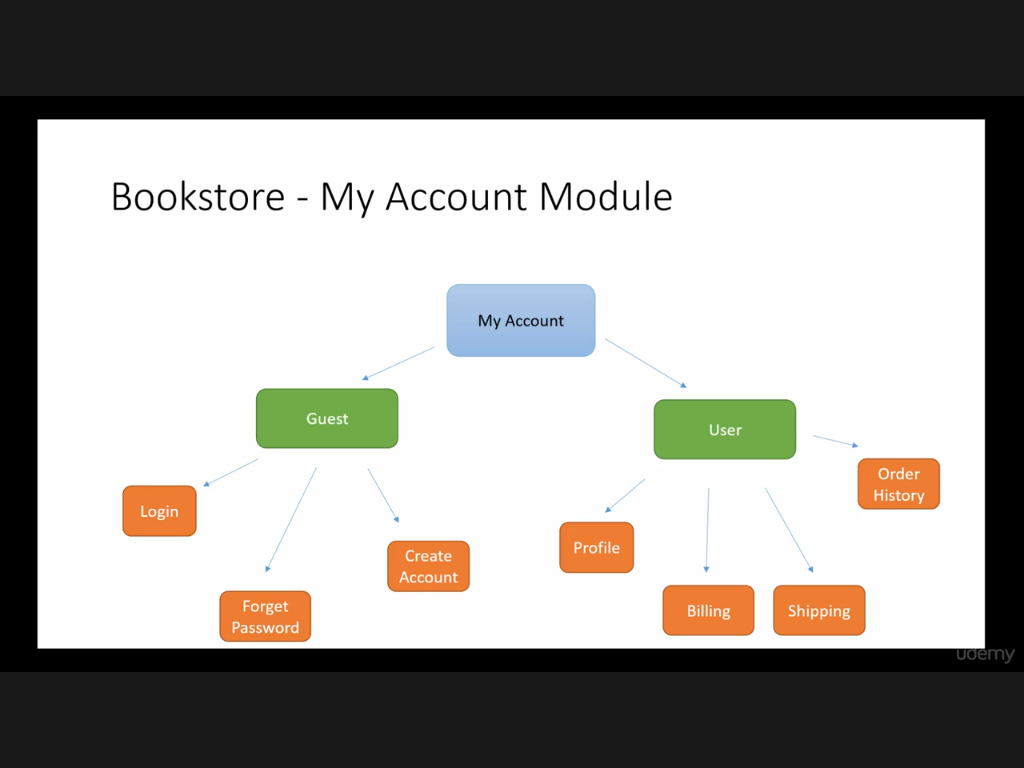 Bookstore - My Account Module
My Account
Guest
User
Login
Forget
Password
Create
Account
Profile
Billing
Shipping
Order
History
udemy